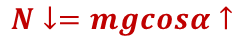 N ↓= mgcosα ↑